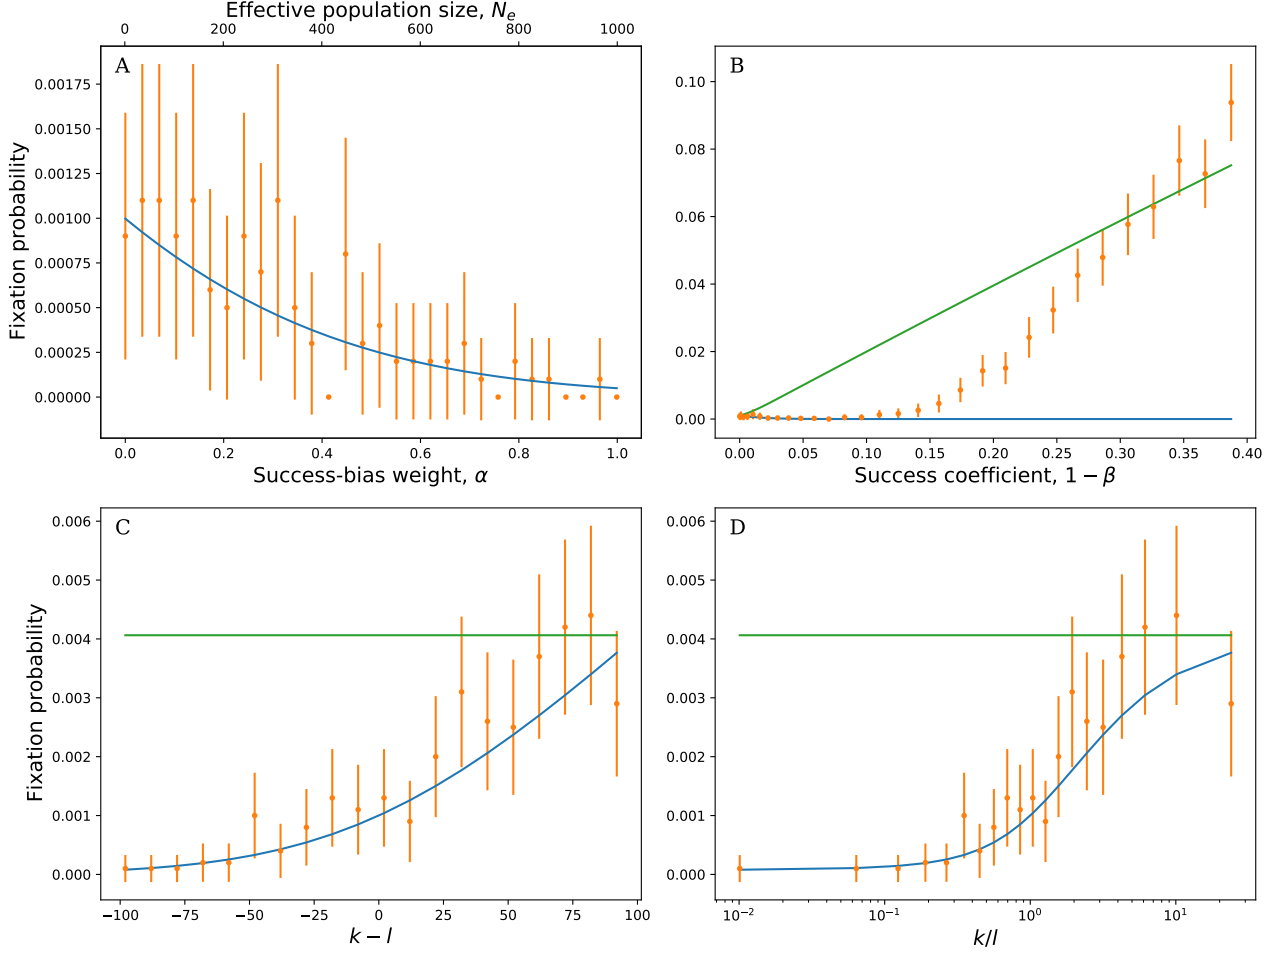 Effective population size, Nₑ
0 200 400 600 800 1000
A
Fixation probability
0.00175
0.00150
0.00125
0.00100
0.00075
0.00050
0.00025
0.00000
0.0 0.2 0.4 0.6 0.8 1.0
Success-bias weight, α
B
0.10
0.08
0.06
0.04
0.02
0.00
0.00 0.05 0.10 0.15 0.20 0.25 0.30 0.35 0.40
Success coefficient, 1 − β
C
Fixation probability
0.006
0.005
0.004
0.003
0.002
0.001
0.000
−100 −75 −50 −25 0 25 50 75 100
k − l
D
0.006
0.005
0.004
0.003
0.002
0.001
0.000
10⁻² 10⁻¹ 10⁰ 10¹
k/l